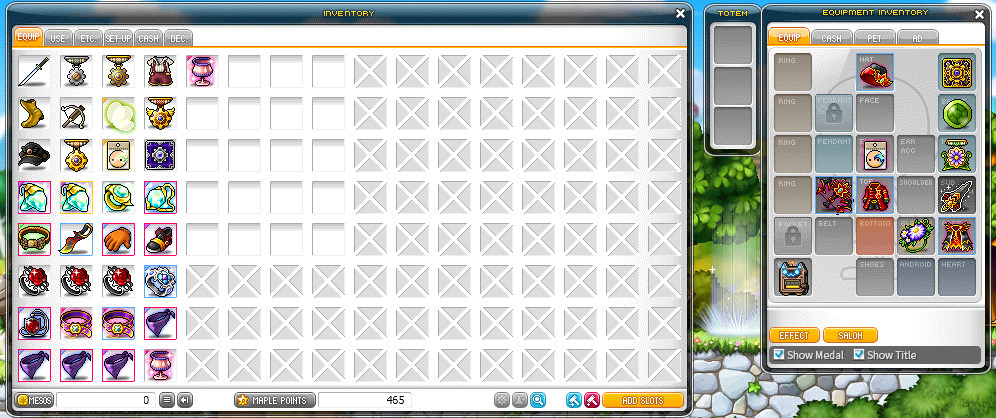 INVENTORY
EQUIP
USE
ETC.
SET-UP
CASH
DEC.
MESOS
0
MAPLE POINTS
465
ADD SLOTS
TOTEM
EQUIPMENT INVENTORY
EQUIP
CASH
PET
AD
RING
HAT
RING
PENDANT
FACE
RING
PENDANT
EAR
ACC
RING
TOP
SHOULDER
SUB
POCKET
BELT
BOTTOM
SHOES
ANDROID
HEART
EFFECT
SALON
Show Medal
Show Title